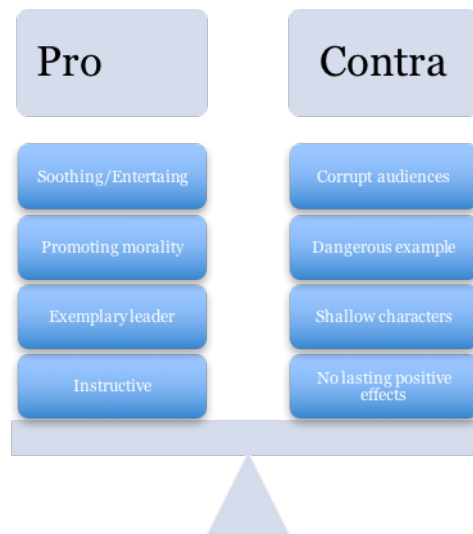 Pro
Contra
Soothing/Entertaing
Corrupt audiences
Promoting morality
Dangerous example
Exemplary leader
Shallow characters
Instructive
No lasting positive
effects